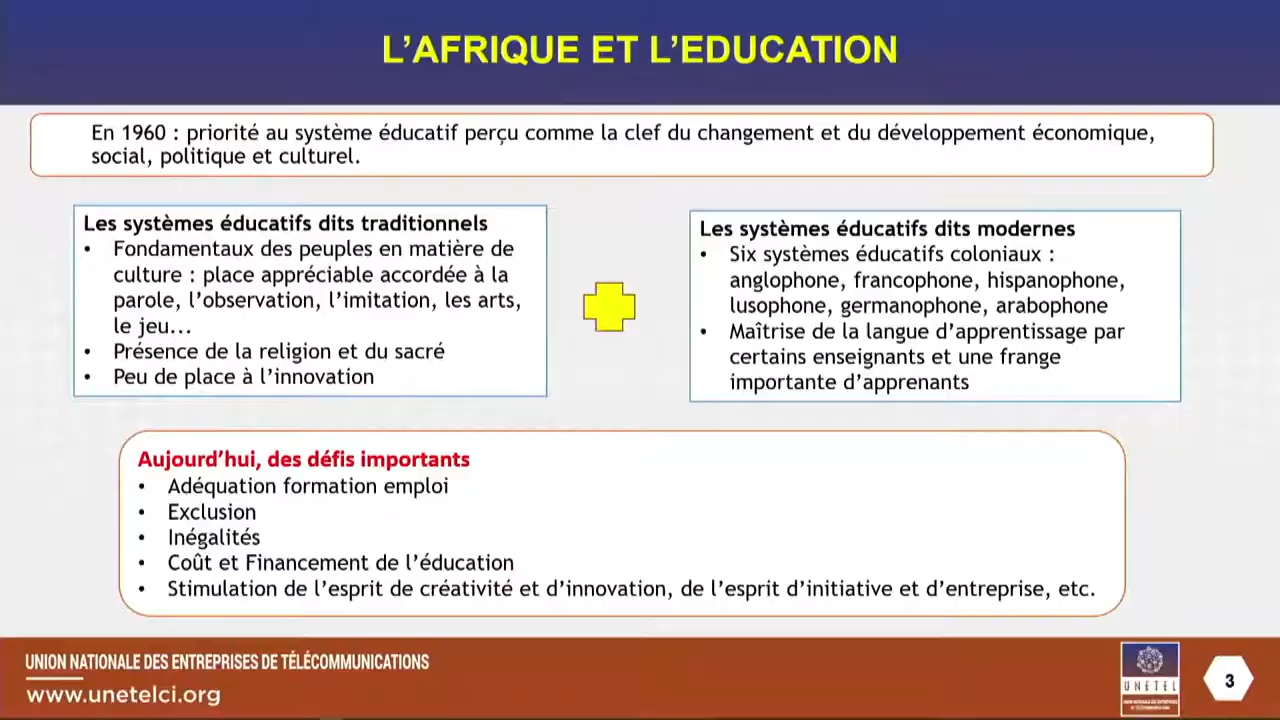 L'AFRIQUE ET L'EDUCATION
En 1960 : priorité au système éducatif perçu comme la clef du changement et du développement économique,
social, politique et culturel.
Les systèmes éducatifs dits traditionnels
• Fondamentaux des peuples en matière de
culture : place appréciable accordée à la
parole, l'observation, l'imitation, les arts,
le jeu...
• Présence de la religion et du sacré
• Peu de place à l'innovation
Les systèmes éducatifs dits modernes
• Six systèmes éducatifs coloniaux :
anglophone, francophone, hispanophone,
lusophone, germanophone, arabophone
• Maîtrise de la langue d'apprentissage par
certains enseignants et une frange
importante d'apprenants
Aujourd'hui, des défis importants
• Adéquation formation emploi
• Exclusion
• Inégalités
• Coût et Financement de l'éducation
• Stimulation de l'esprit de créativité et d'innovation, de l'esprit d'initiative et d'entreprise, etc.
UNION NATIONALE DES ENTREPRISES DE TÉLÉCOMMUNICATIONS
www.unetelci.org
UNETEL
UNION NATIONALE DES ENTREPRISES
DE TÉLÉCOMMUNICATIONS
3